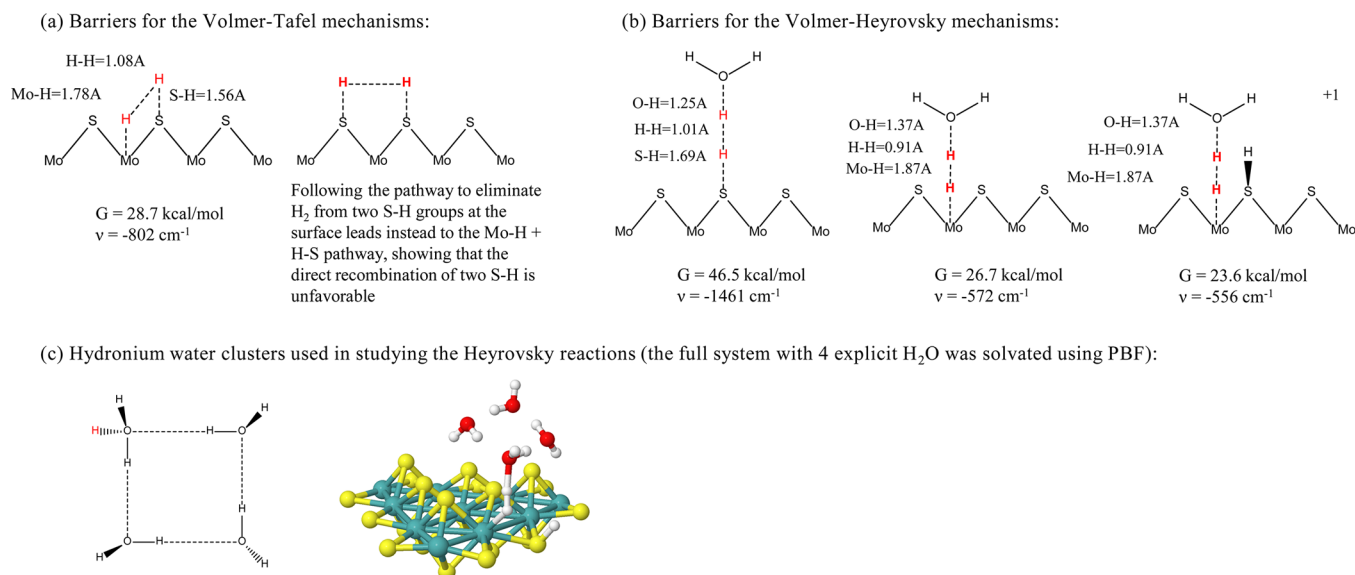 (a) Barriers for the Volmer-Tafel mechanisms:
H-H=1.08A
H
Mo-H=1.78A
H
S-H=1.56A
S
S
S
Mo
Mo
Mo
Mo
G = 28.7 kcal/mol
ν = -802 cm⁻¹
H
H
S
S
S
Mo
Mo
Mo
Mo
Following the pathway to eliminate
H₂ from two S-H groups at the
surface leads instead to the Mo-H +
H-S pathway, showing that the
direct recombination of two S-H is
unfavorable
(b) Barriers for the Volmer-Heyrovsky mechanisms:
H
H
O
O-H=1.25A
H
H-H=1.01A
S-H=1.69A
H
S
S
S
Mo
Mo
Mo
Mo
G = 46.5 kcal/mol
ν = -1461 cm⁻¹
H
H
O
O-H=1.37A
H-H=0.91A
H
Mo-H=1.87A
H
S
S
S
Mo
Mo
Mo
Mo
G = 26.7 kcal/mol
ν = -572 cm⁻¹
+1
H
H
O
O-H=1.37A
H-H=0.91A
H
H
Mo-H=1.87A
H
S
S
S
Mo
Mo
Mo
Mo
G = 23.6 kcal/mol
ν = -556 cm⁻¹
(c) Hydronium water clusters used in studying the Heyrovsky reactions (the full system with 4 explicit H₂O was solvated using PBF):
H
H
H
O
H
O
H
H
H
O
H
O
H
H